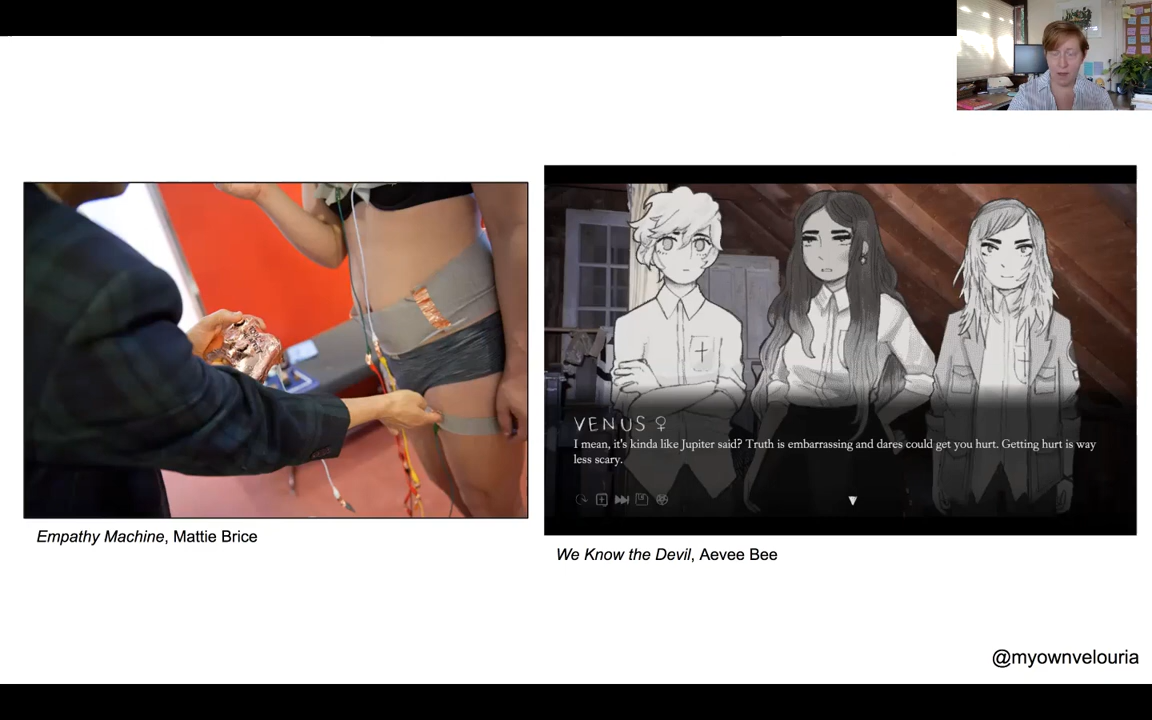 VENUS ♀
I mean, it's kinda like Jupiter said? Truth is embarrassing and dares could get you hurt. Getting hurt is way
less scary.
Empathy Machine, Mattie Brice
We Know the Devil, Aevee Bee
@myownvelouria